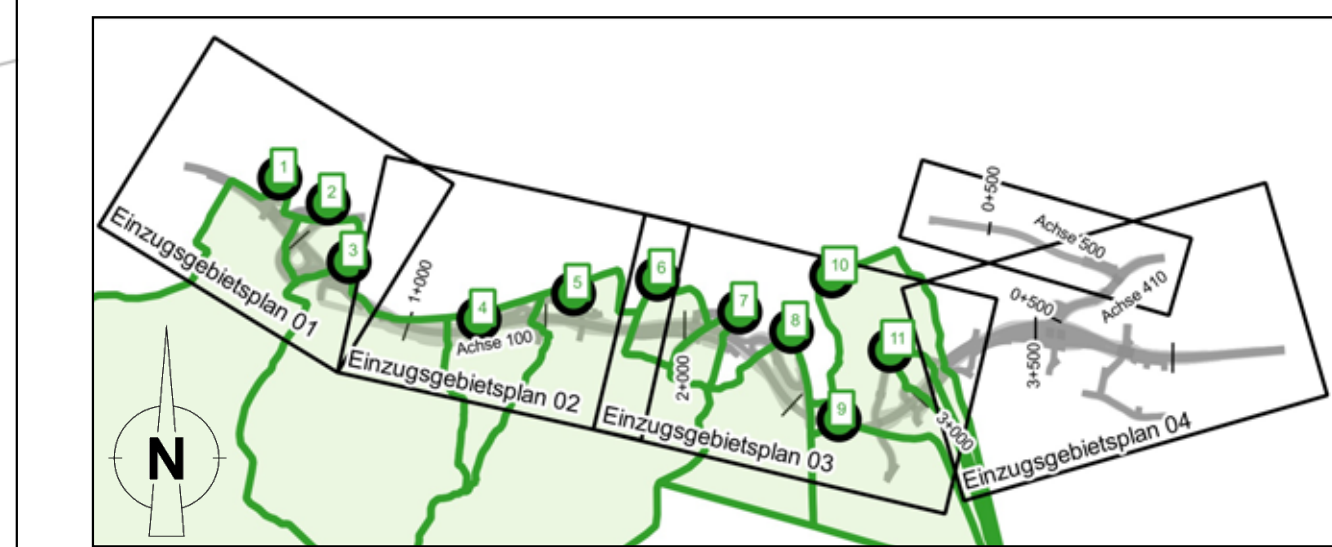 1
2
3
Einzugsgebietsplan 01
1+000
4
Achse 100
5
Einzugsgebietsplan 02
6
2+000
7
8
9
10
11
Einzugsgebietsplan 03
3+000
0+500
Achse 500
Achse 410
0+500
3+500
Einzugsgebietsplan 04
N